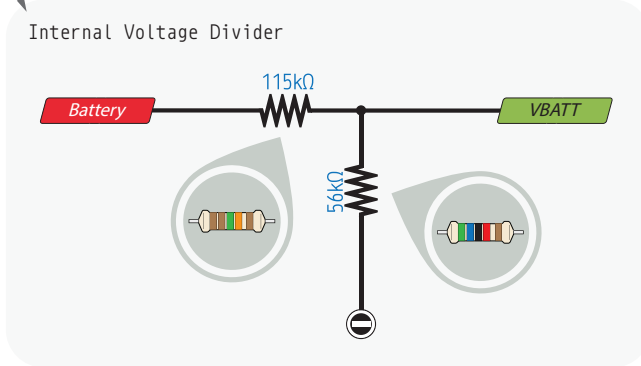 Internal Voltage Divider
115kΩ
Battery
VBATT
56kΩ